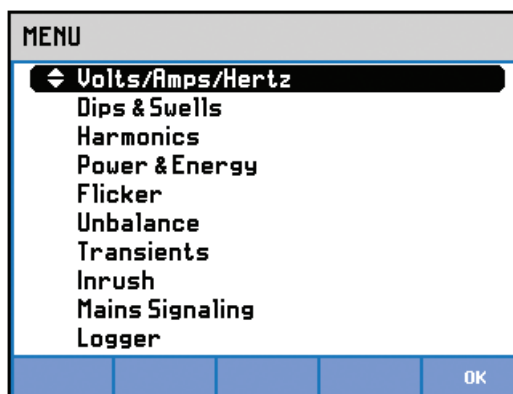 MENU
Volts/Amps/Hertz
Dips & Swells
Harmonics
Power & Energy
Flicker
Unbalance
Transients
Inrush
Mains Signaling
Logger
OK